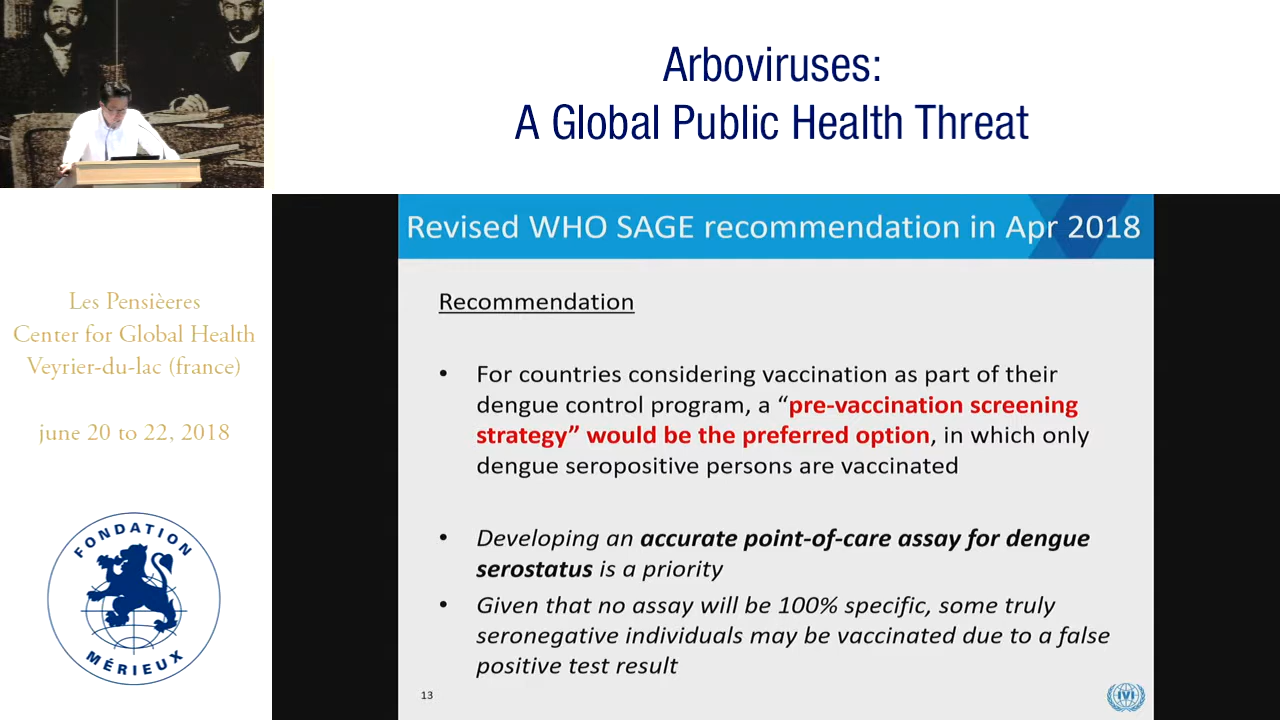 Arboviruses:
A Global Public Health Threat
Revised WHO SAGE recommendation in Apr 2018
Les Pensièeres
Center for Global Health
Veyrier-du-lac (france)
june 20 to 22, 2018
FONDATION
MÉRIEUX
Recommendation
• For countries considering vaccination as part of their
dengue control program, a “pre-vaccination screening
strategy” would be the preferred option, in which only
dengue seropositive persons are vaccinated
• Developing an accurate point-of-care assay for dengue
serostatus is a priority
• Given that no assay will be 100% specific, some truly
seronegative individuals may be vaccinated due to a false
positive test result
13
IVI